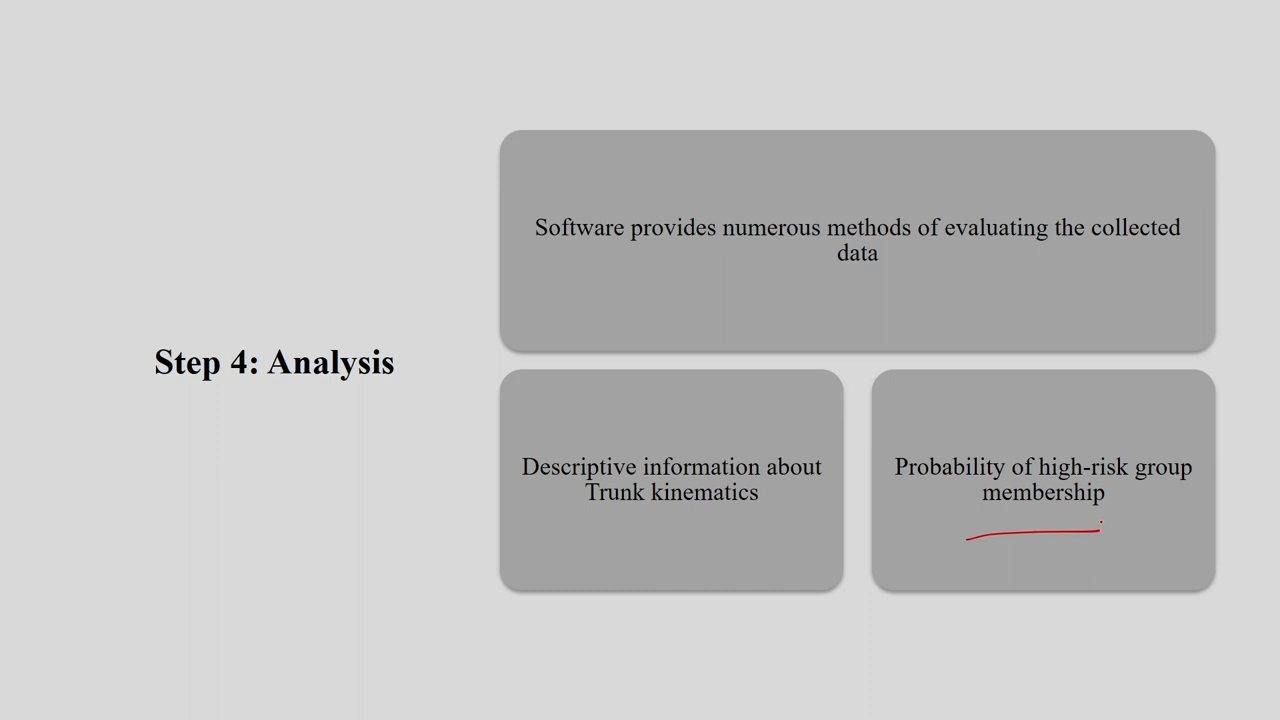 Software provides numerous methods of evaluating the collected
data
Step 4: Analysis
Descriptive information about
Trunk kinematics
Probability of high-risk group
membership